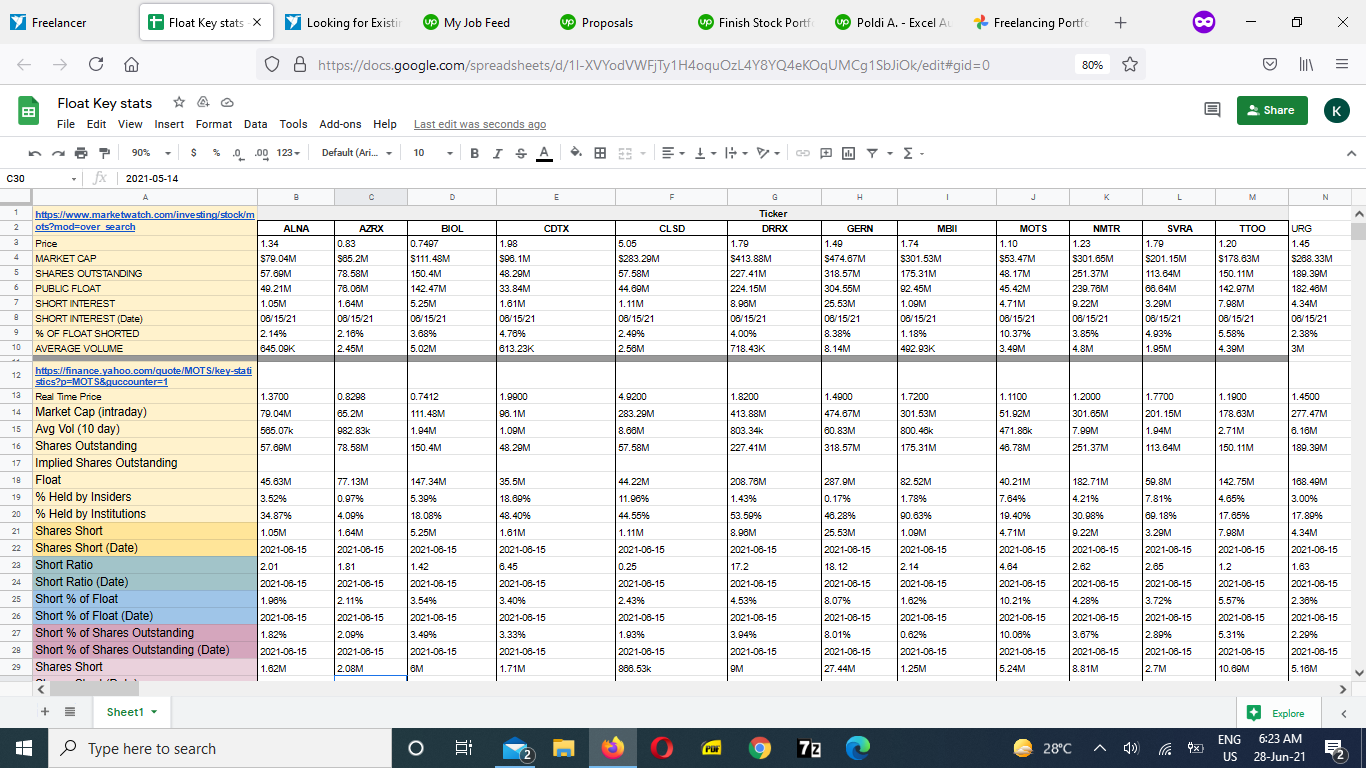 Freelancer
Float Key stats
Looking for Existi
My Job Feed
Proposals
Finish Stock Portf
Poldi A. - Excel Au
Freelancing Portfo
https://docs.google.com/spreadsheets/d/1I-XVYodVWFjTy1H4oquOzL4Y8YQ4eKOqUMCg1SbJiOk/edit#gid=0
80%
Float Key stats
File Edit View Insert Format Data Tools Add-ons Help Last edit was seconds ago
Share
K
90% $ % .0 .00 123 Default (Ari... 10 B I S A
C30 fx 2021-05-14
A B C D E F G H I J K L M N
1 https://www.marketwatch.com/investing/stock/m Ticker
2 ots?mod=over_search ALNA AZRX BIOL CDTX CLSD DRRX GERN MBII MOTS NMTR SVRA TTOO URG
3 Price 1.34 0.83 0.7497 1.98 5.05 1.79 1.49 1.74 1.10 1.23 1.79 1.20 1.45
4 MARKET CAP $79.04M $65.2M $111.48M $96.1M $283.29M $413.88M $474.67M $301.53M $53.47M $301.65M $201.15M $178.63M $268.33M
5 SHARES OUTSTANDING 57.69M 78.58M 150.4M 48.29M 57.58M 227.41M 318.57M 175.31M 48.17M 251.37M 113.64M 150.11M 189.39M
6 PUBLIC FLOAT 49.21M 76.06M 142.47M 33.84M 44.69M 224.15M 304.55M 92.45M 45.42M 239.76M 66.64M 142.97M 182.46M
7 SHORT INTEREST 1.05M 1.64M 5.25M 1.61M 1.11M 8.96M 25.53M 1.09M 4.71M 9.22M 3.29M 7.98M 4.34M
8 SHORT INTEREST (Date) 06/15/21 06/15/21 06/15/21 06/15/21 06/15/21 06/15/21 06/15/21 06/15/21 06/15/21 06/15/21 06/15/21 06/15/21 06/15/21
9 % OF FLOAT SHORTED 2.14% 2.16% 3.68% 4.76% 2.49% 4.00% 8.38% 1.18% 10.37% 3.85% 4.93% 5.58% 2.38%
10 AVERAGE VOLUME 645.09K 2.45M 5.02M 613.23K 2.56M 718.43K 8.14M 492.93K 3.49M 4.8M 1.95M 4.39M 3M
12 https://finance.yahoo.com/quote/MOTS/key-stati
stics?p=MOTS&guccounter=1
13 Real Time Price 1.3700 0.8298 0.7412 1.9900 4.9200 1.8200 1.4900 1.7200 1.1100 1.2000 1.7700 1.1900 1.4500
14 Market Cap (intraday) 79.04M 65.2M 111.48M 96.1M 283.29M 413.88M 474.67M 301.53M 51.92M 301.65M 201.15M 178.63M 277.47M
15 Avg Vol (10 day) 565.07k 982.83k 1.94M 1.09M 8.66M 803.34k 60.83M 800.46k 471.86k 7.99M 1.94M 2.71M 6.16M
16 Shares Outstanding 57.69M 78.58M 150.4M 48.29M 57.58M 227.41M 318.57M 175.31M 46.78M 251.37M 113.64M 150.11M 189.39M
17 Implied Shares Outstanding
18 Float 45.63M 77.13M 147.34M 35.5M 44.22M 208.76M 287.9M 82.52M 40.21M 182.71M 59.8M 142.75M 168.49M
19 % Held by Insiders 3.52% 0.97% 5.39% 18.69% 11.96% 1.43% 0.17% 1.78% 7.64% 4.21% 7.81% 4.65% 3.00%
20 % Held by Institutions 34.87% 4.09% 18.08% 48.40% 44.55% 53.59% 46.28% 90.63% 19.40% 30.98% 69.18% 17.65% 17.89%
21 Shares Short 1.05M 1.64M 5.25M 1.61M 1.11M 8.96M 25.53M 1.09M 4.71M 9.22M 3.29M 7.98M 4.34M
22 Shares Short (Date) 2021-06-15 2021-06-15 2021-06-15 2021-06-15 2021-06-15 2021-06-15 2021-06-15 2021-06-15 2021-06-15 2021-06-15 2021-06-15 2021-06-15 2021-06-15
23 Short Ratio 2.01 1.81 1.42 6.45 0.25 17.2 18.12 2.14 4.64 2.62 2.65 1.2 1.63
24 Short Ratio (Date) 2021-06-15 2021-06-15 2021-06-15 2021-06-15 2021-06-15 2021-06-15 2021-06-15 2021-06-15 2021-06-15 2021-06-15 2021-06-15 2021-06-15 2021-06-15
25 Short % of Float 1.96% 2.11% 3.54% 3.40% 2.43% 4.53% 8.07% 1.62% 10.21% 4.28% 3.72% 5.57% 2.36%
26 Short % of Float (Date) 2021-06-15 2021-06-15 2021-06-15 2021-06-15 2021-06-15 2021-06-15 2021-06-15 2021-06-15 2021-06-15 2021-06-15 2021-06-15 2021-06-15 2021-06-15
27 Short % of Shares Outstanding 1.82% 2.09% 3.49% 3.33% 1.93% 3.94% 8.01% 0.62% 10.06% 3.67% 2.89% 5.31% 2.29%
28 Short % of Shares Outstanding (Date) 2021-06-15 2021-06-15 2021-06-15 2021-06-15 2021-06-15 2021-06-15 2021-06-15 2021-06-15 2021-06-15 2021-06-15 2021-06-15 2021-06-15 2021-06-15
29 Shares Short 1.62M 2.08M 6M 1.71M 866.53k 9M 27.44M 1.25M 5.24M 8.81M 2.7M 10.69M 5.16M
Sheet1
Explore
Type here to search
28°C
ENG
US
6:23 AM
28-Jun-21
2